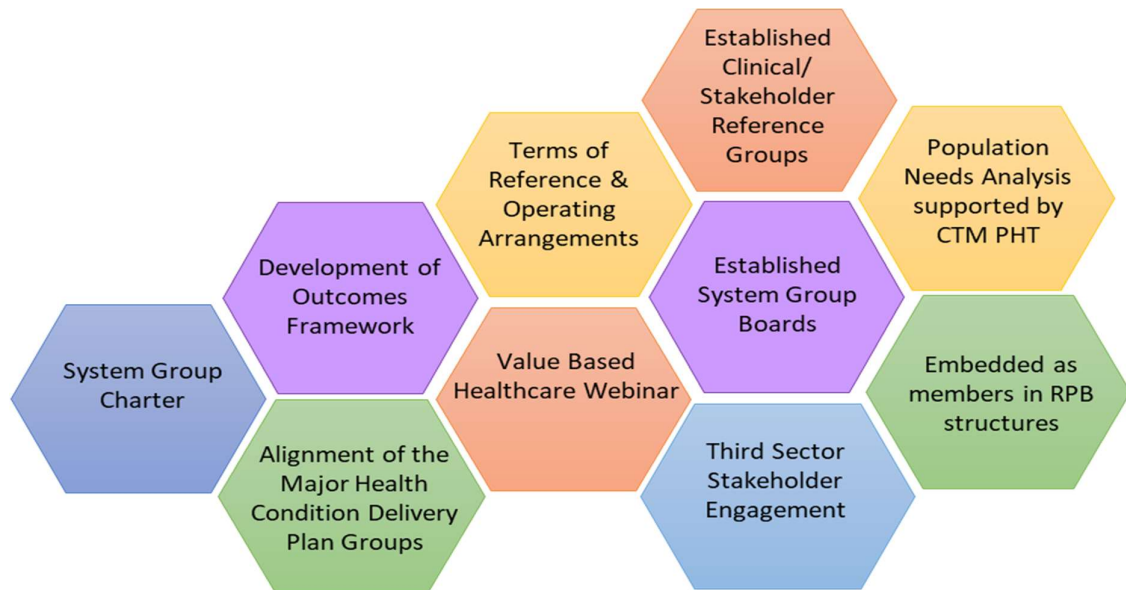 System Group
Charter
Development of
Outcomes
Framework
Alignment of the
Major Health
Condition Delivery
Plan Groups
Terms of
Reference &
Operating
Arrangements
Value Based
Healthcare Webinar
Established
Clinical/
Stakeholder
Reference
Groups
Established
System Group
Boards
Third Sector
Stakeholder
Engagement
Population
Needs Analysis
supported by
CTM PHT
Embedded as
members in RPB
structures